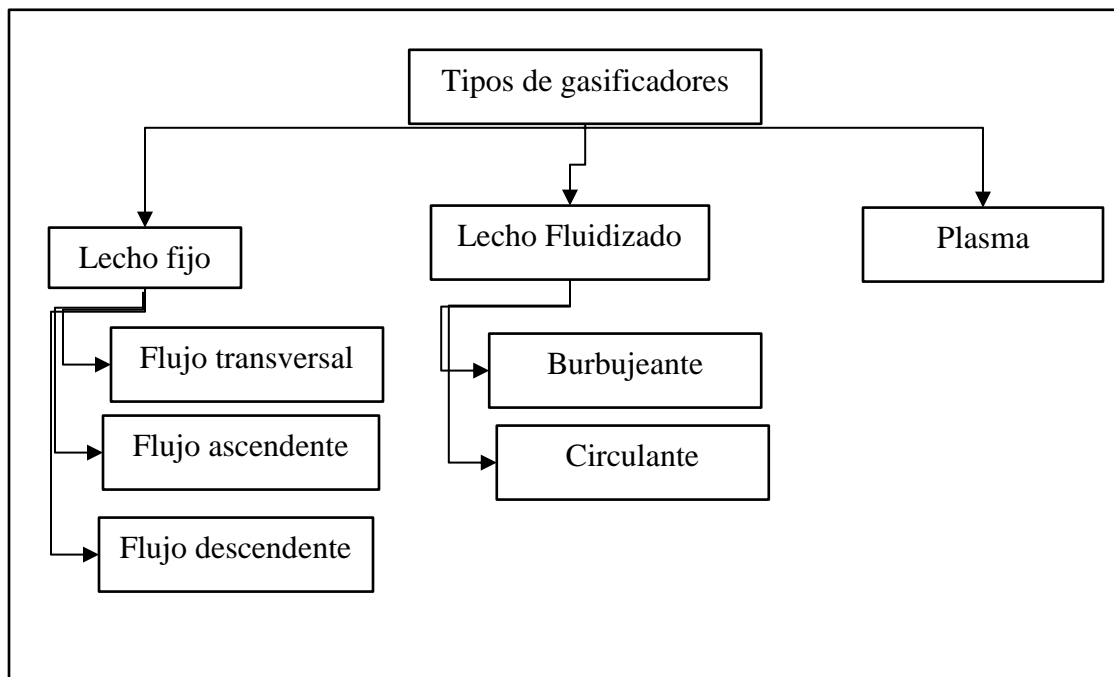 Tipos de gasificadores
Lecho fijo
Lecho Fluidizado
Plasma
Flujo transversal
Burbujeante
Flujo ascendente
Circulante
Flujo descendente